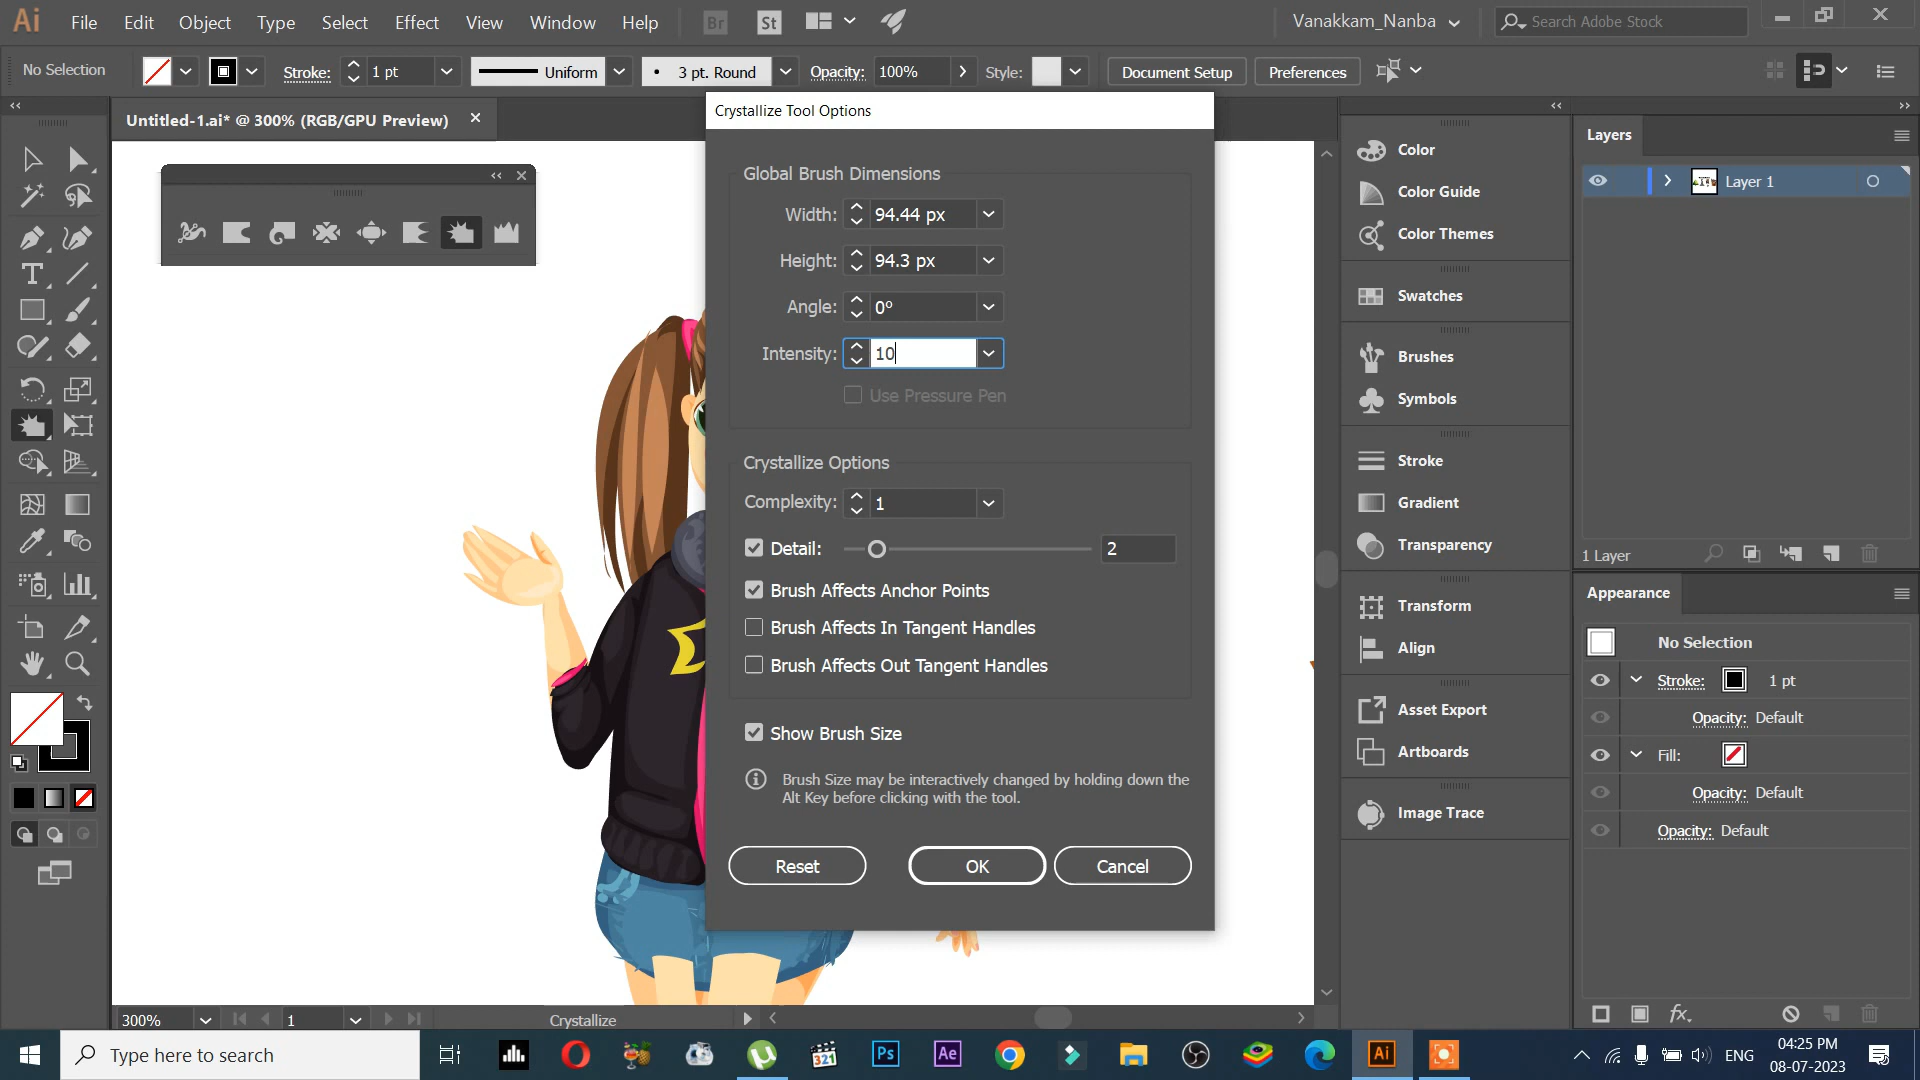 Ai File Edit Object Type Select Effect View Window Help Br St Vanakkam_Nanba Search Adobe Stock
No Selection Stroke: 1 pt Uniform 3 pt. Round Opacity: 100% Style: Document Setup Preferences
Untitled-1.ai* @ 300% (RGB/GPU Preview)
Crystallize Tool Options
Global Brush Dimensions
Width: 94.44 px
Height: 94.3 px
Angle: 0°
Intensity: 10
Use Pressure Pen
Crystallize Options
Complexity: 1
Detail: 2
Brush Affects Anchor Points
Brush Affects In Tangent Handles
Brush Affects Out Tangent Handles
Show Brush Size
Brush Size may be interactively changed by holding down the
Alt Key before clicking with the tool.
Reset OK Cancel
Color
Color Guide
Color Themes
Swatches
Brushes
Symbols
Stroke
Gradient
Transparency
Transform
Align
Asset Export
Artboards
Image Trace
Layers
Layer 1
1 Layer
Appearance
No Selection
Stroke: 1 pt
Opacity: Default
Fill:
Opacity: Default
Opacity: Default
fx
300% 1 Crystallize
Type here to search
321 Ps Ae Ai
ENG
04:25 PM
08-07-2023